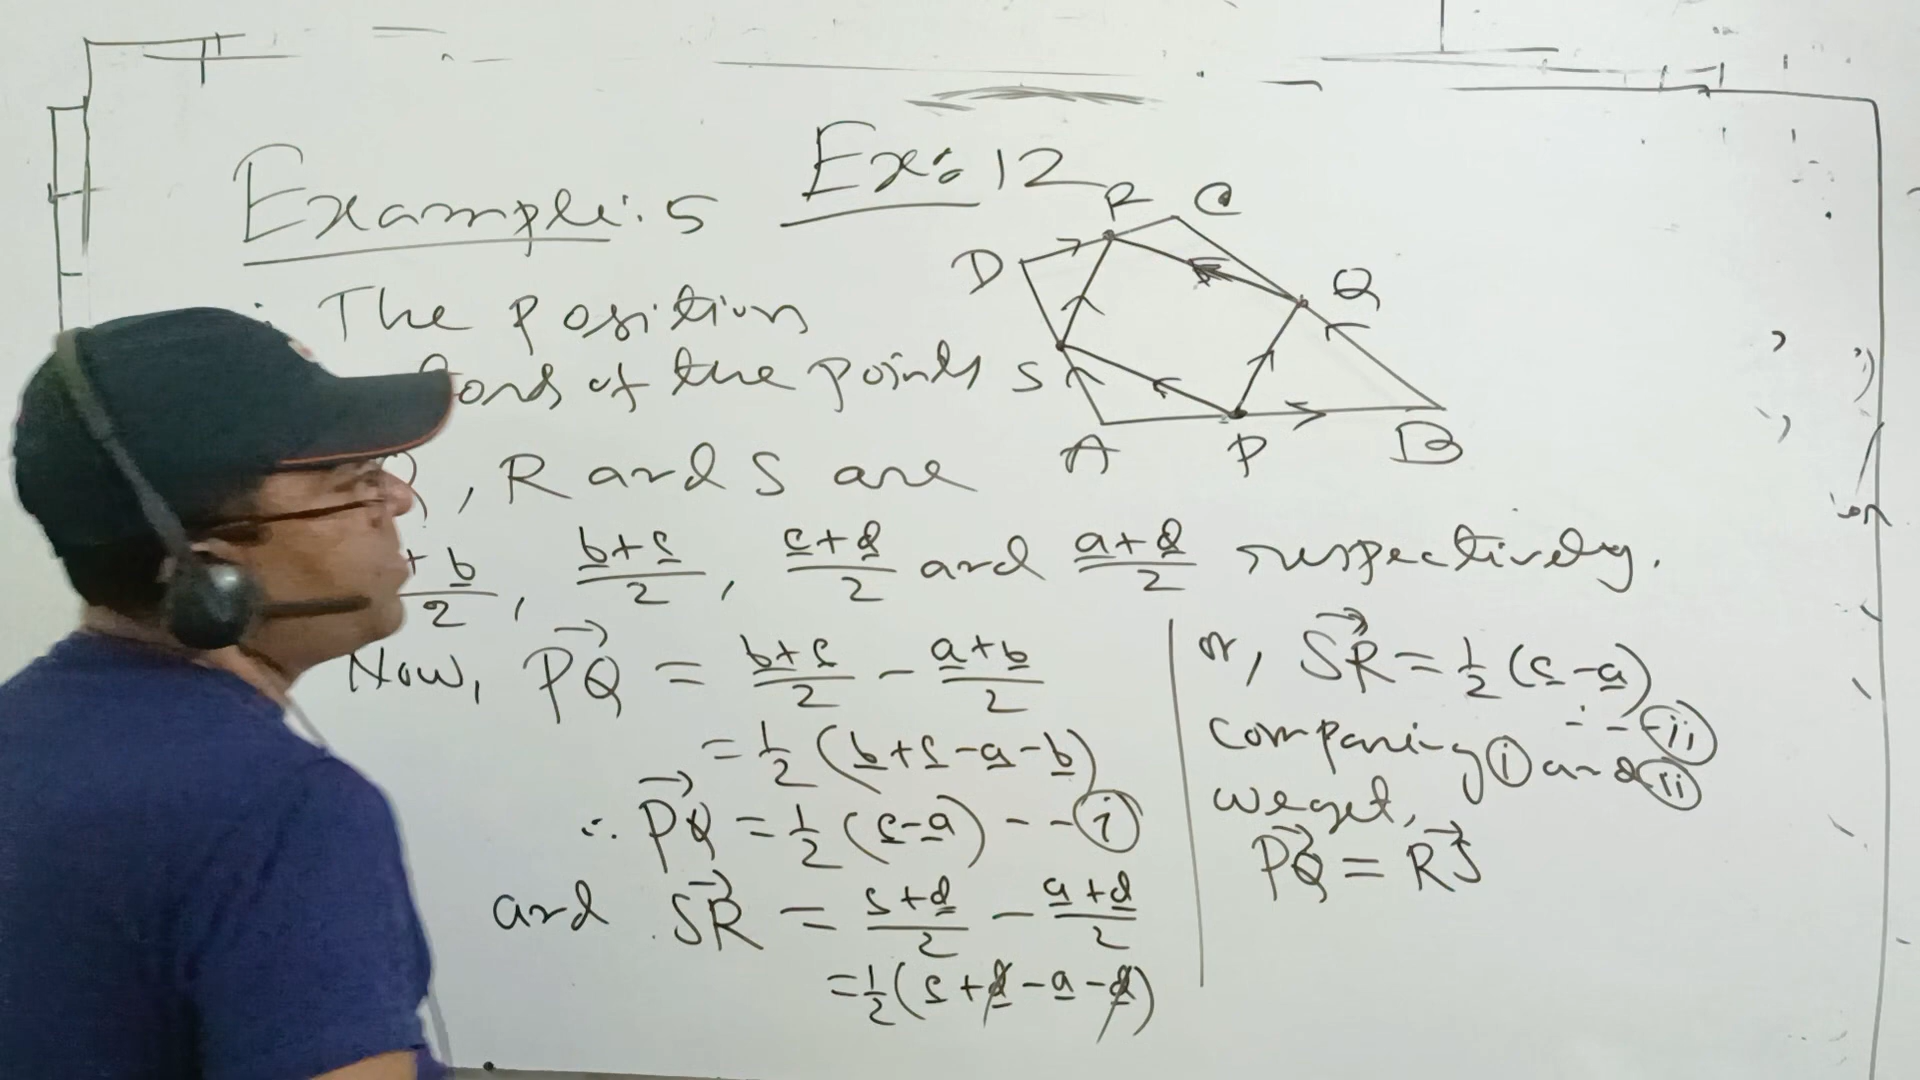 Example: 5
Ex: 12
R C
D
Q
S
A P B
The position
of the points
, R and S are
+ b/2, b+c/2, c+d/2 and a+d/2 respectively.
Now, PQ = b+c/2 - a+b/2
= 1/2 (b+c-a-b)
∴ PQ = 1/2 (c-a) --- (i)
and SR = c+d/2 - a+d/2
= 1/2 (c+d-a-d)
or, SR = 1/2 (c-a)
--- (ii)
comparing (i) and (ii)
we get,
PQ = RS